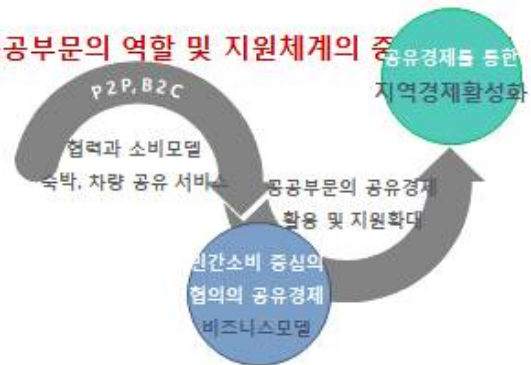 공부문의 역할 및 지원체계의
공유경제를 통한
지역경제활성화
P2P, B2C
협력과 소비모델
숙박, 차량 공유 서비스
공공부문의 공유경제
활용 및 지원확대
민간소비 중심의
협의의 공유경제
비즈니스모델